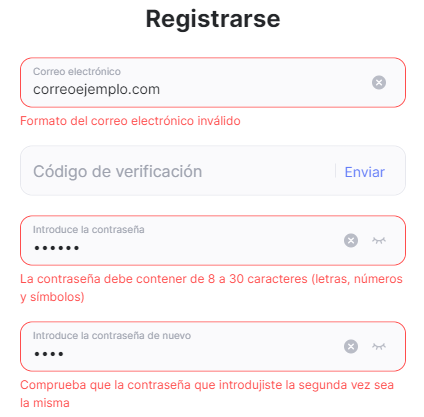 Registrarse
Correo electrónico
correoejemplo.com
Formato del correo electrónico inválido
Código de verificación
Enviar
Introduce la contraseña
••••••
La contraseña debe contener de 8 a 30 caracteres (letras, números
y símbolos)
Introduce la contraseña de nuevo
••••
Comprueba que la contraseña que introdujiste la segunda vez sea
la misma